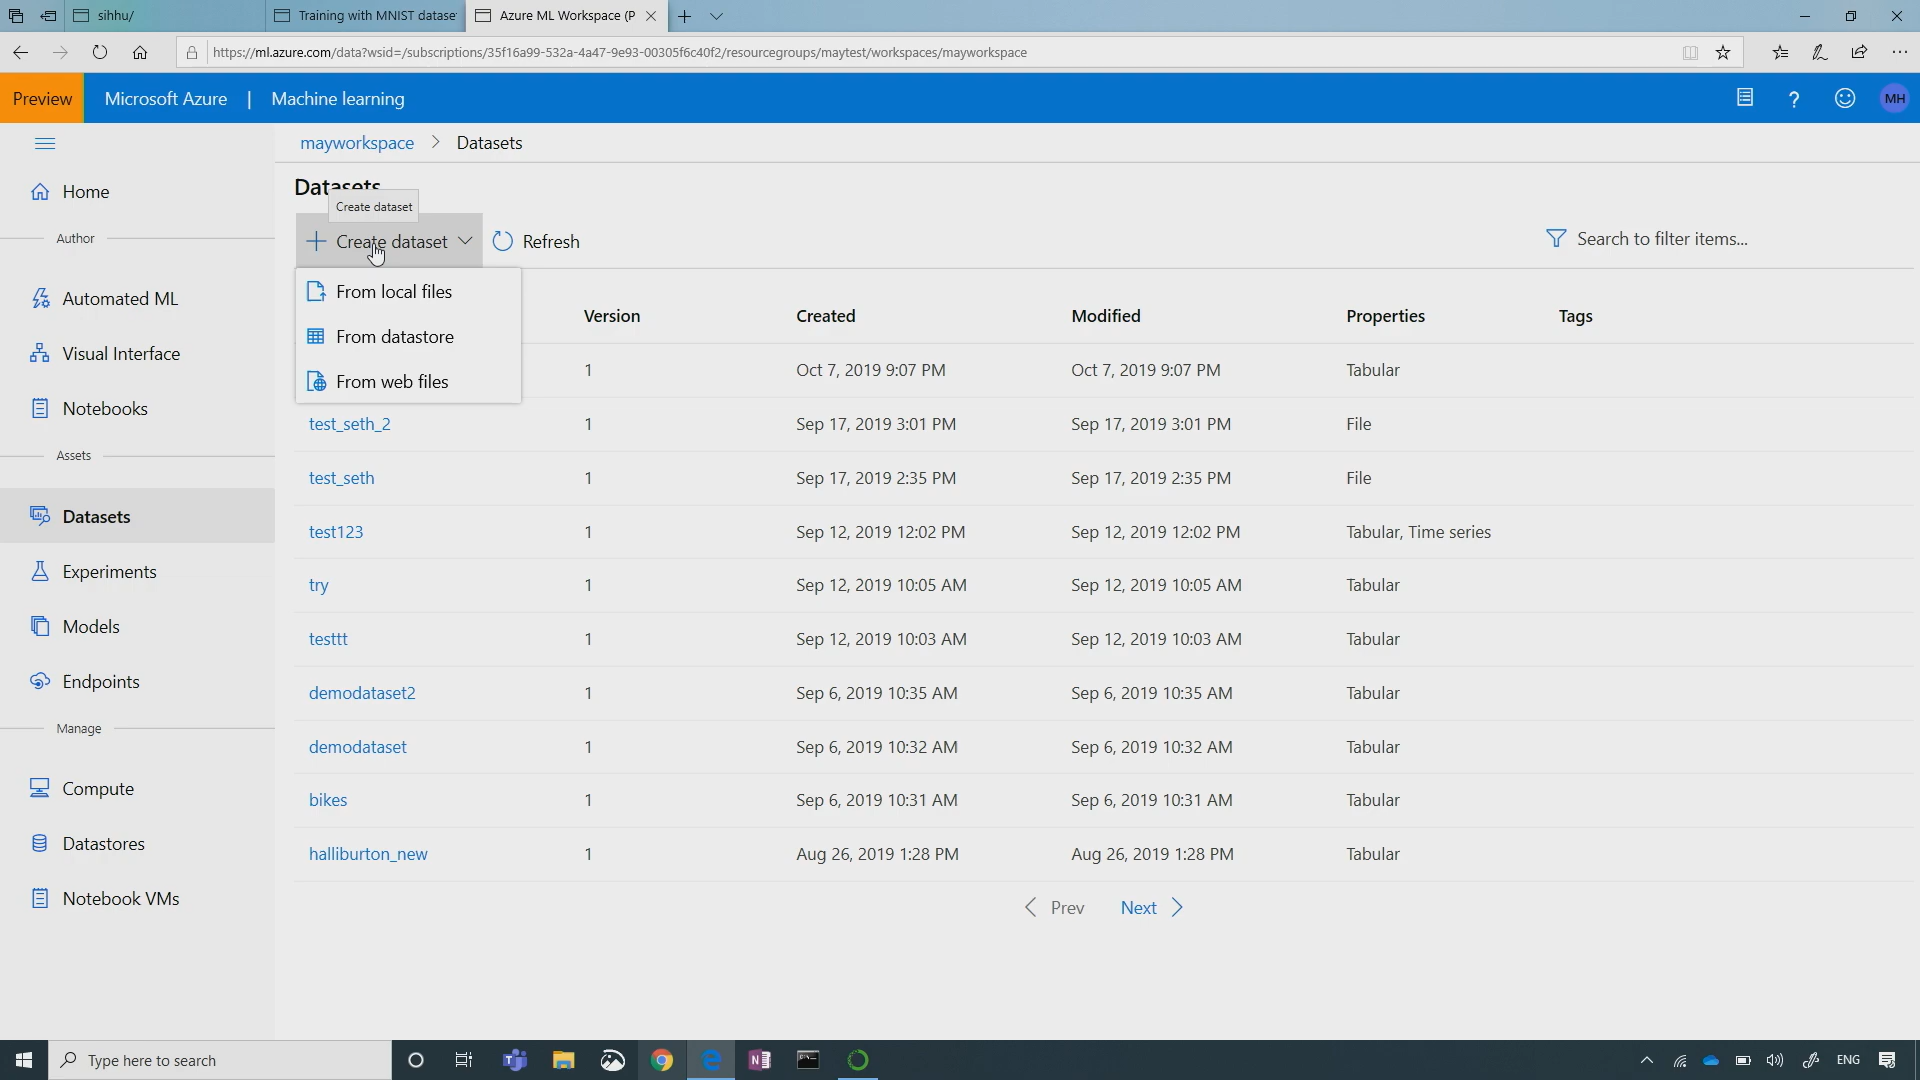 sihhu/
Training with MNIST datase
Azure ML Workspace (P
https://ml.azure.com/data?wsid=/subscriptions/35f16a99-532a-4a47-9e93-00305f6c40f2/resourcegroups/maytest/workspaces/mayworkspace
Preview
Microsoft Azure | Machine learning
MH
mayworkspace > Datasets
Home
Author
Automated ML
Visual Interface
Notebooks
Assets
Datasets
Experiments
Models
Endpoints
Manage
Compute
Datastores
Notebook VMs
Datasets
Create dataset
Create dataset
Refresh
Search to filter items...
From local files
From datastore
From web files
Version Created Modified Properties Tags
1 Oct 7, 2019 9:07 PM Oct 7, 2019 9:07 PM Tabular
test_seth_2 1 Sep 17, 2019 3:01 PM Sep 17, 2019 3:01 PM File
test_seth 1 Sep 17, 2019 2:35 PM Sep 17, 2019 2:35 PM File
test123 1 Sep 12, 2019 12:02 PM Sep 12, 2019 12:02 PM Tabular, Time series
try 1 Sep 12, 2019 10:05 AM Sep 12, 2019 10:05 AM Tabular
testtt 1 Sep 12, 2019 10:03 AM Sep 12, 2019 10:03 AM Tabular
demodataset2 1 Sep 6, 2019 10:35 AM Sep 6, 2019 10:35 AM Tabular
demodataset 1 Sep 6, 2019 10:32 AM Sep 6, 2019 10:32 AM Tabular
bikes 1 Sep 6, 2019 10:31 AM Sep 6, 2019 10:31 AM Tabular
halliburton_new 1 Aug 26, 2019 1:28 PM Aug 26, 2019 1:28 PM Tabular
Prev Next
Type here to search
ENG